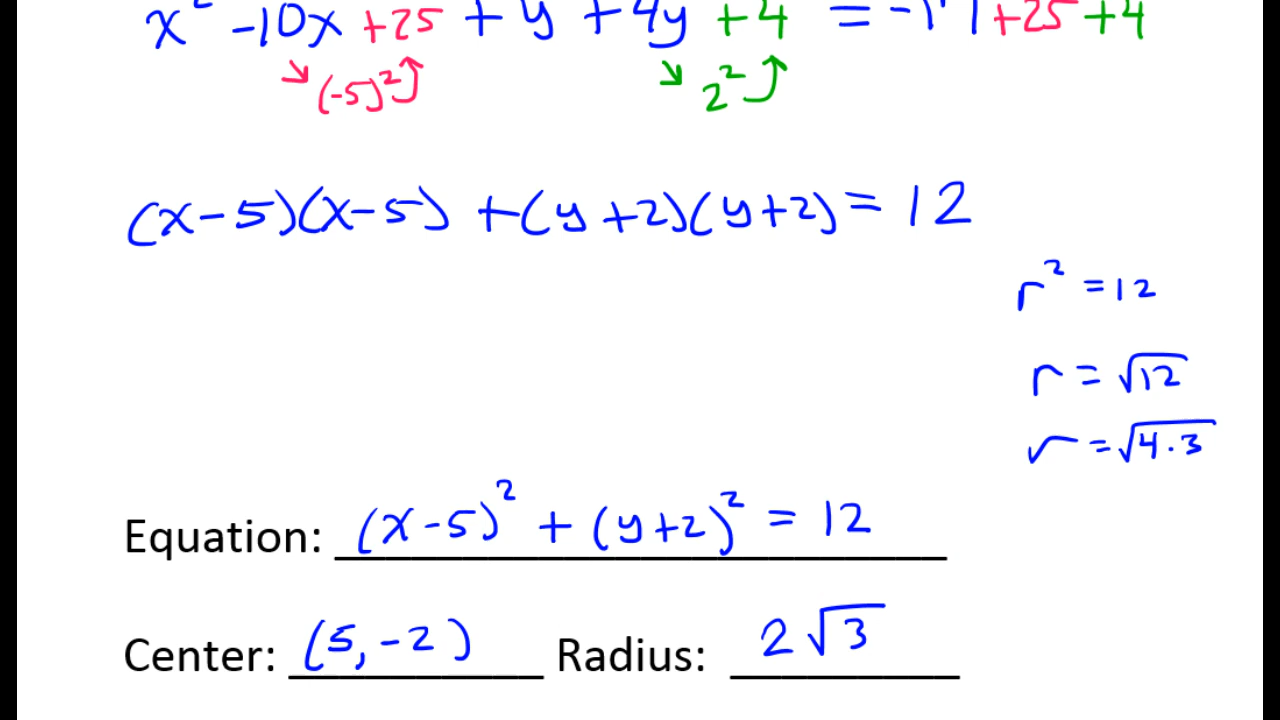 x² -10x +25 + y + 4y + 4 = -17 +25 +4
(-5)² 2²
(x-5)(x-5) + (y+2)(y+2) = 12
r² = 12
r = √12
r = √4·3
Equation: (x-5)² + (y+2)² = 12
Center: (5,-2) Radius: 2√3